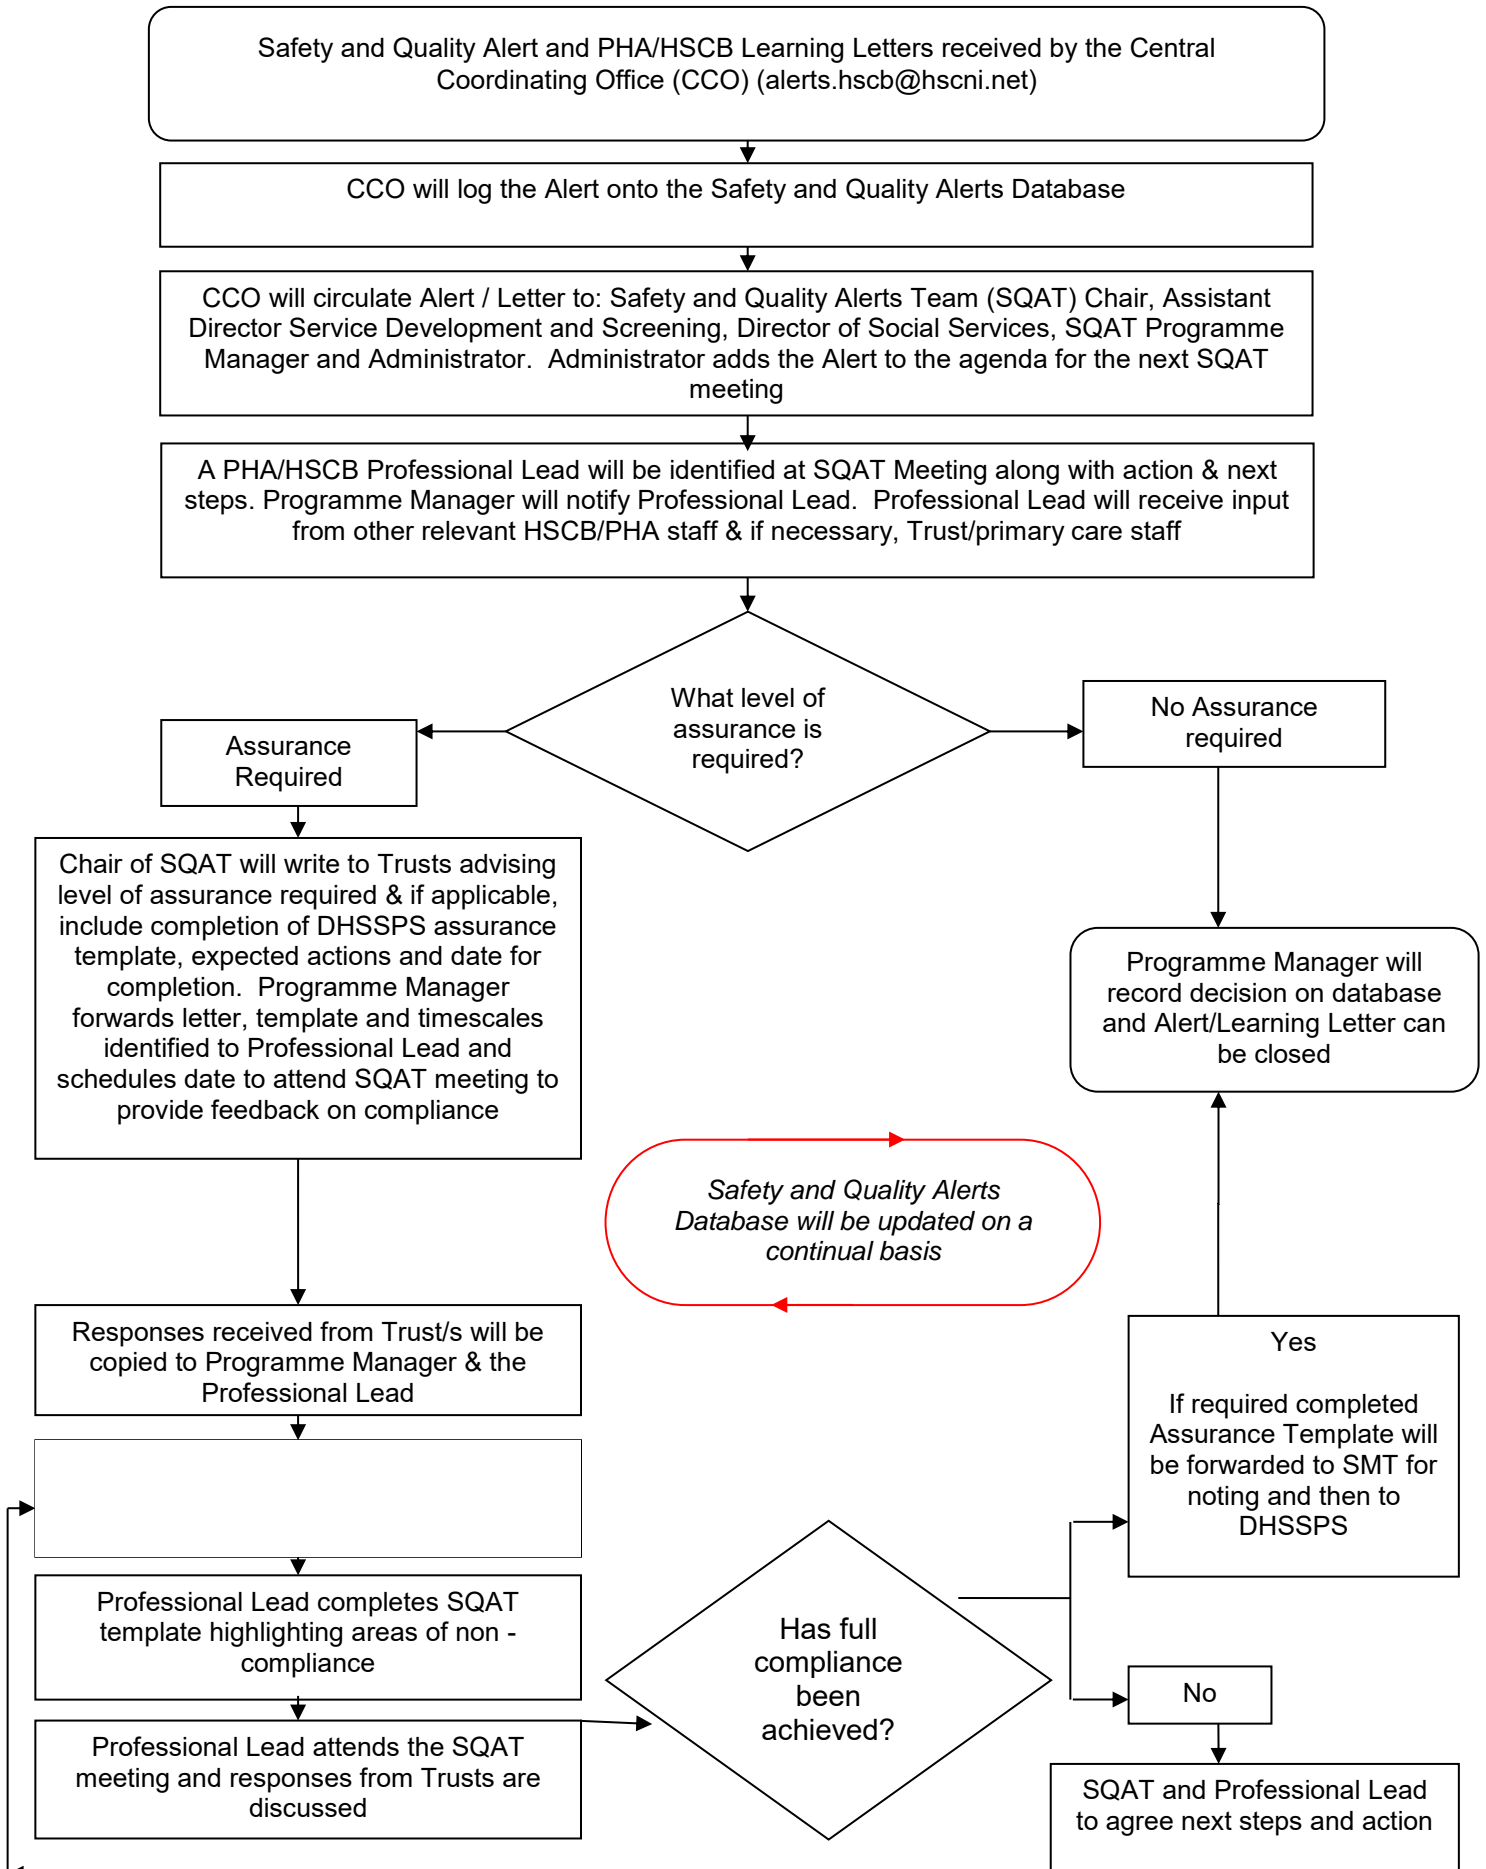 Safety and Quality Alert and PHA/HSCB Learning Letters received by the Central
Coordinating Office (CCO) (alerts.hscb@hscni.net)
CCO will log the Alert onto the Safety and Quality Alerts Database
CCO will circulate Alert / Letter to: Safety and Quality Alerts Team (SQAT) Chair, Assistant
Director Service Development and Screening, Director of Social Services, SQAT Programme
Manager and Administrator.  Administrator adds the Alert to the agenda for the next SQAT
meeting
A PHA/HSCB Professional Lead will be identified at SQAT Meeting along with action & next
steps. Programme Manager will notify Professional Lead.  Professional Lead will receive input
from other relevant HSCB/PHA staff & if necessary, Trust/primary care staff
What level of
assurance is
required?
Assurance
Required
No Assurance
required
Chair of SQAT will write to Trusts advising
level of assurance required & if applicable,
include completion of DHSSPS assurance
template, expected actions and date for
completion.  Programme Manager
forwards letter, template and timescales
identified to Professional Lead and
schedules date to attend SQAT meeting to
provide feedback on compliance
Programme Manager will
record decision on database
and Alert/Learning Letter can
be closed
Safety and Quality Alerts
Database will be updated on a
continual basis
Responses received from Trust/s will be
copied to Programme Manager & the
Professional Lead
Yes
If required completed
Assurance Template will
be forwarded to SMT for
noting and then to
DHSSPS
Professional Lead completes SQAT
template highlighting areas of non -
compliance
Has full
compliance
been
achieved?
No
Professional Lead attends the SQAT
meeting and responses from Trusts are
discussed
SQAT and Professional Lead
to agree next steps and action